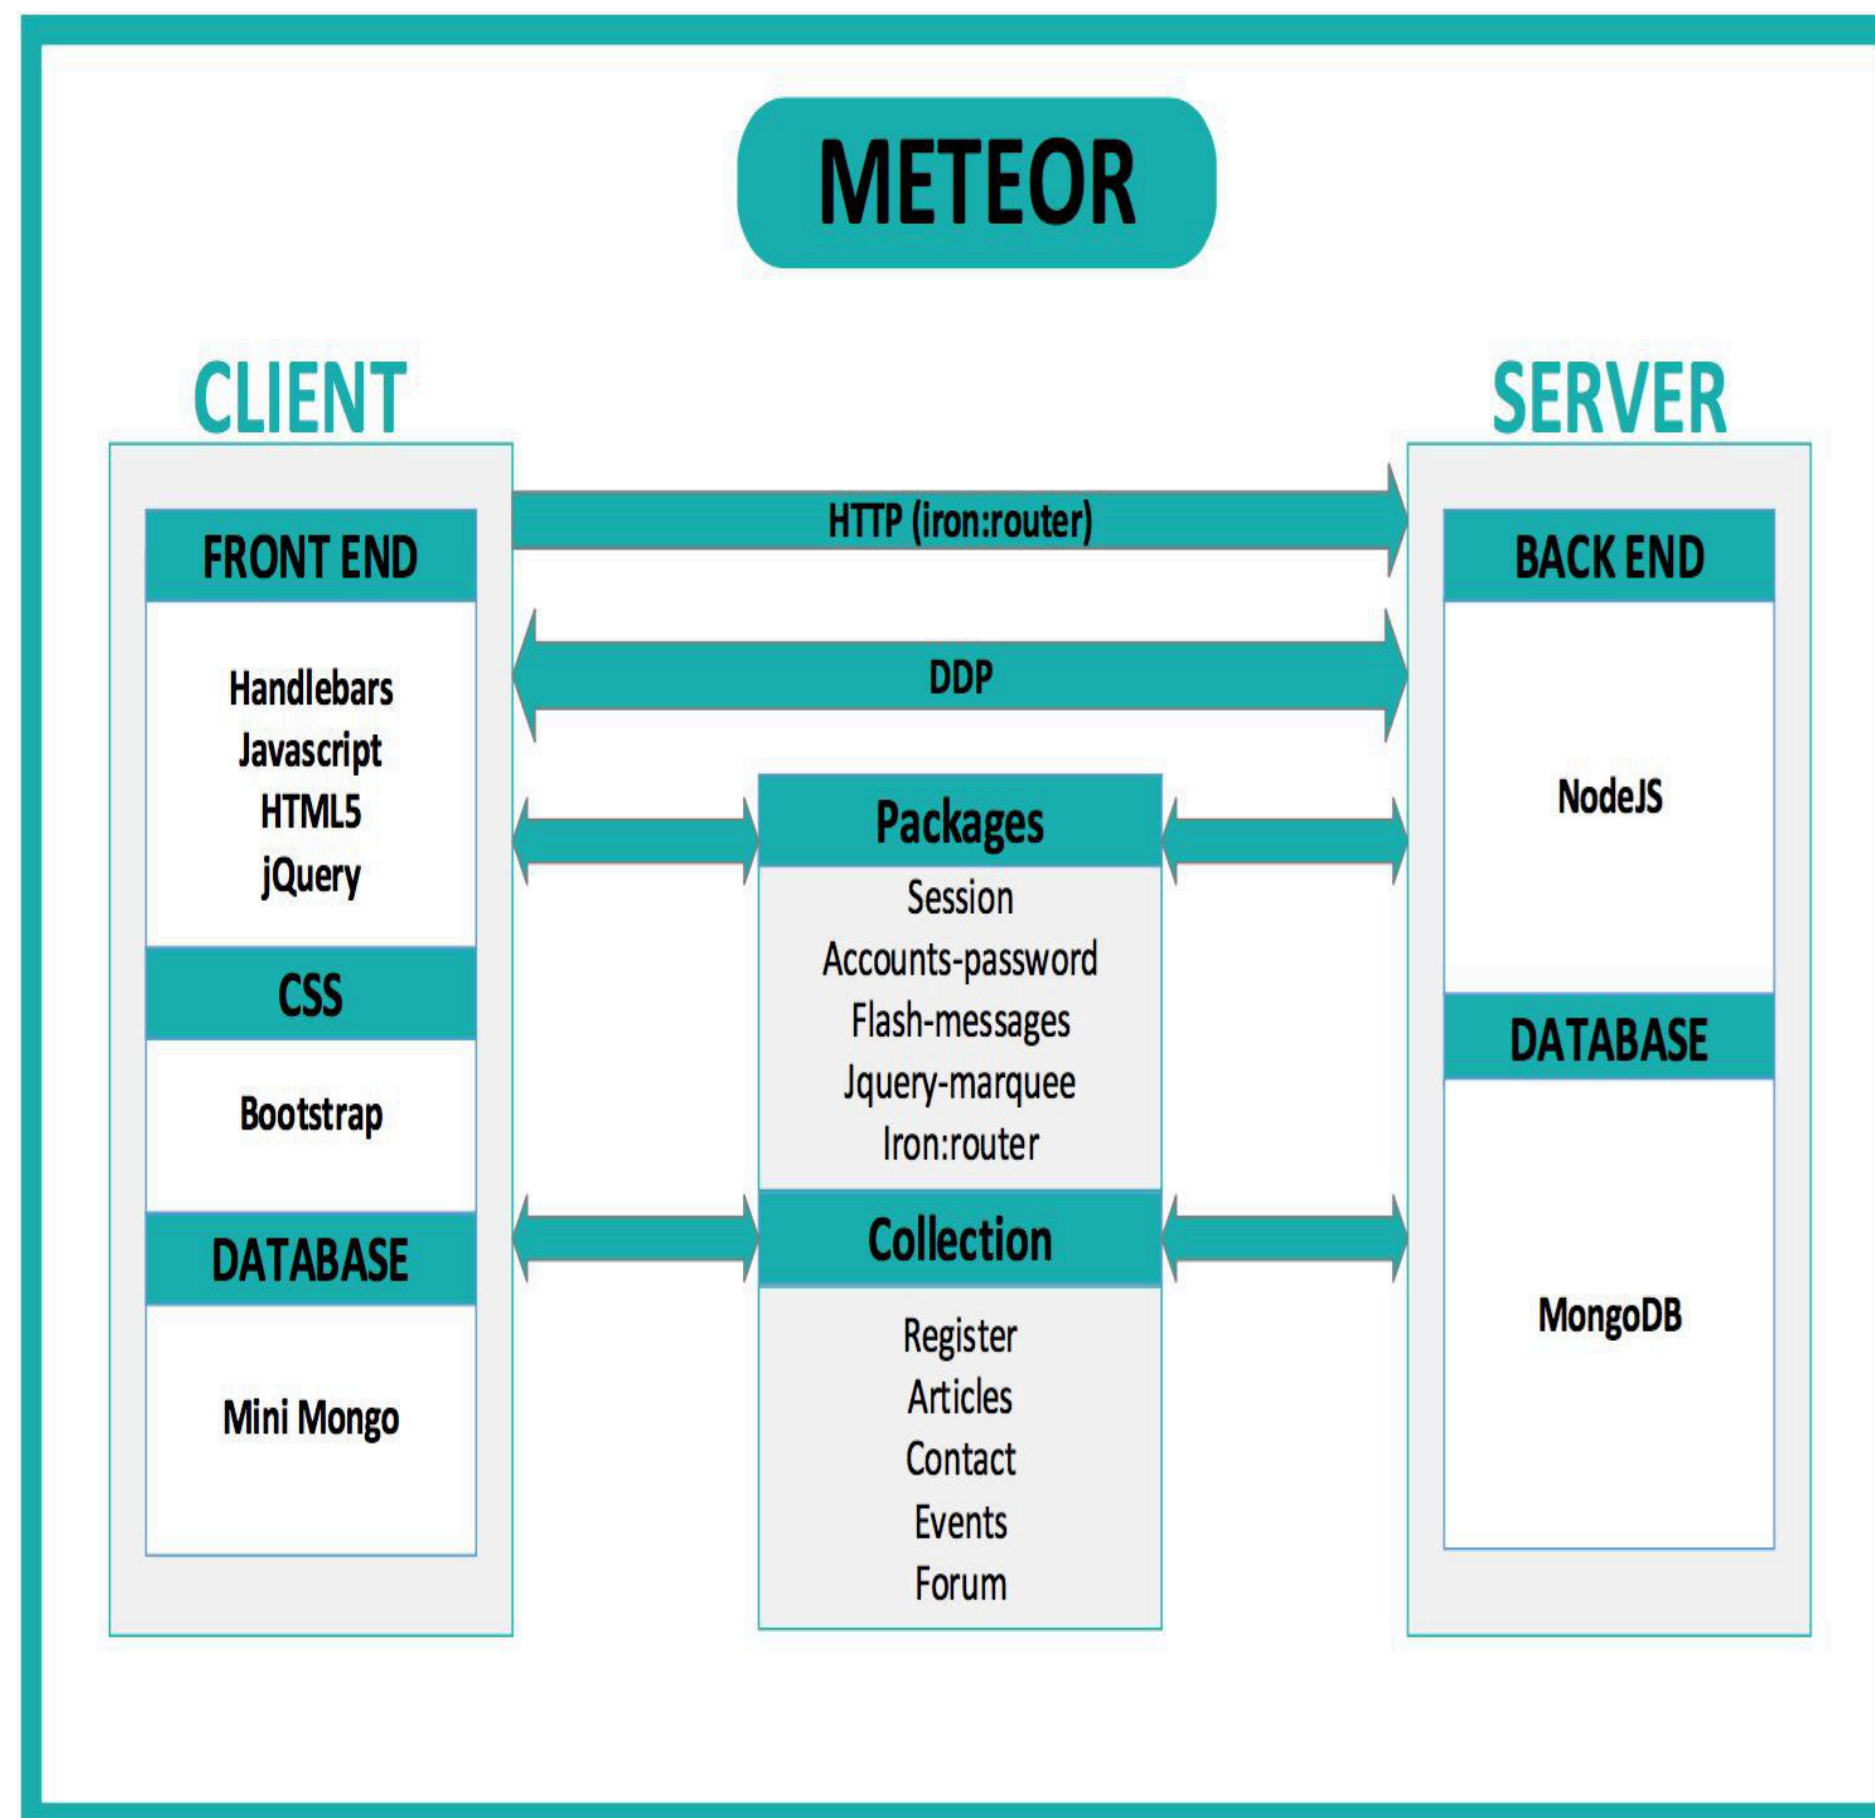 METEOR
CLIENT
SERVER
HTTP (iron:router)
DDP
FRONT END
Handlebars
Javascript
HTML5
jQuery
CSS
Bootstrap
DATABASE
Mini Mongo
Packages
Session
Accounts-password
Flash-messages
Jquery-marquee
Iron:router
Collection
Register
Articles
Contact
Events
Forum
BACK END
NodeJS
DATABASE
MongoDB